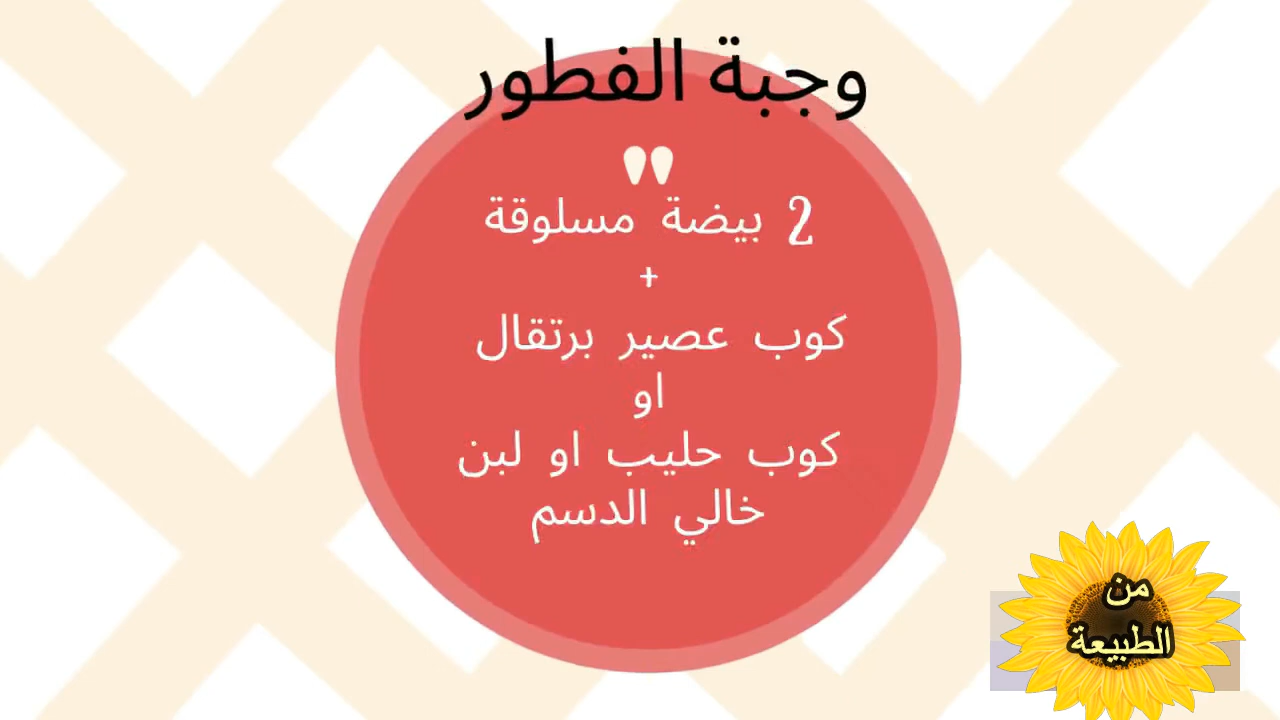 وجبة الفطور
"
2 بيضة مسلوقة
+
كوب عصير برتقال
او
كوب حليب او لبن
خالي الدسم
من
الطبيعة